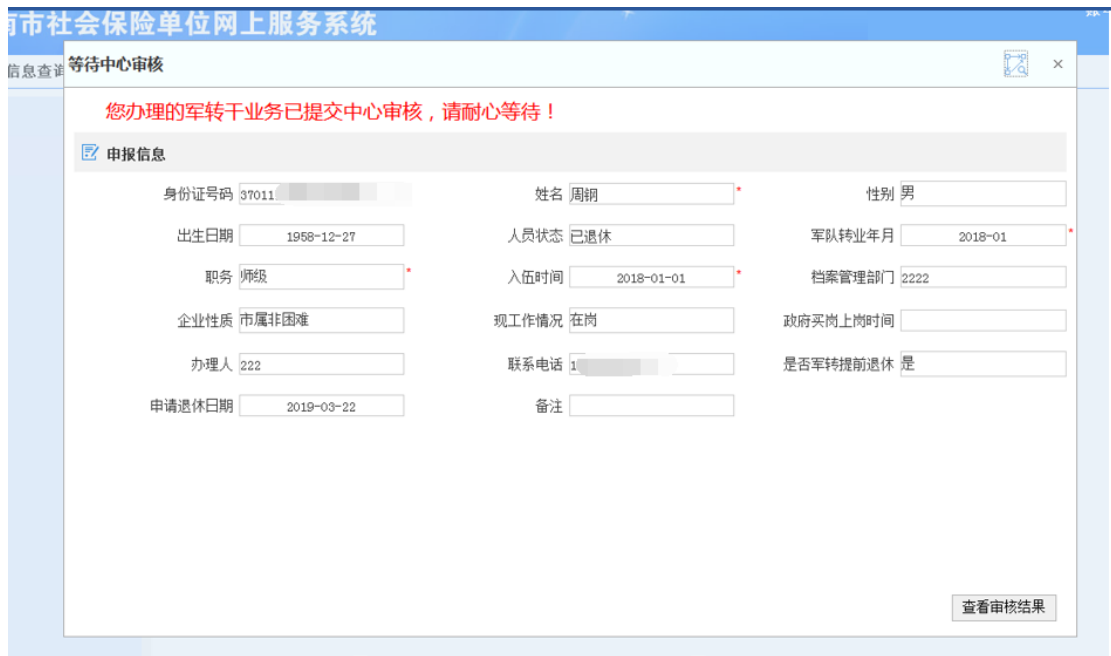 南市社会保险单位网上服务系统
信息查询
等待中心审核
您办理的军转干业务已提交中心审核,请耐心等待!
申报信息
身份证号码 37011 姓名 周钢 * 性别 男
出生日期 1958-12-27 人员状态 已退休 军队转业年月 2018-01 *
职务 师级 * 入伍时间 2018-01-01 * 档案管理部门 2222
企业性质 市属非困难 现工作情况 在岗 政府买岗上岗时间
办理人 222 联系电话 1 是否军转提前退休 是
申请退休日期 2019-03-22 备注
查看审核结果